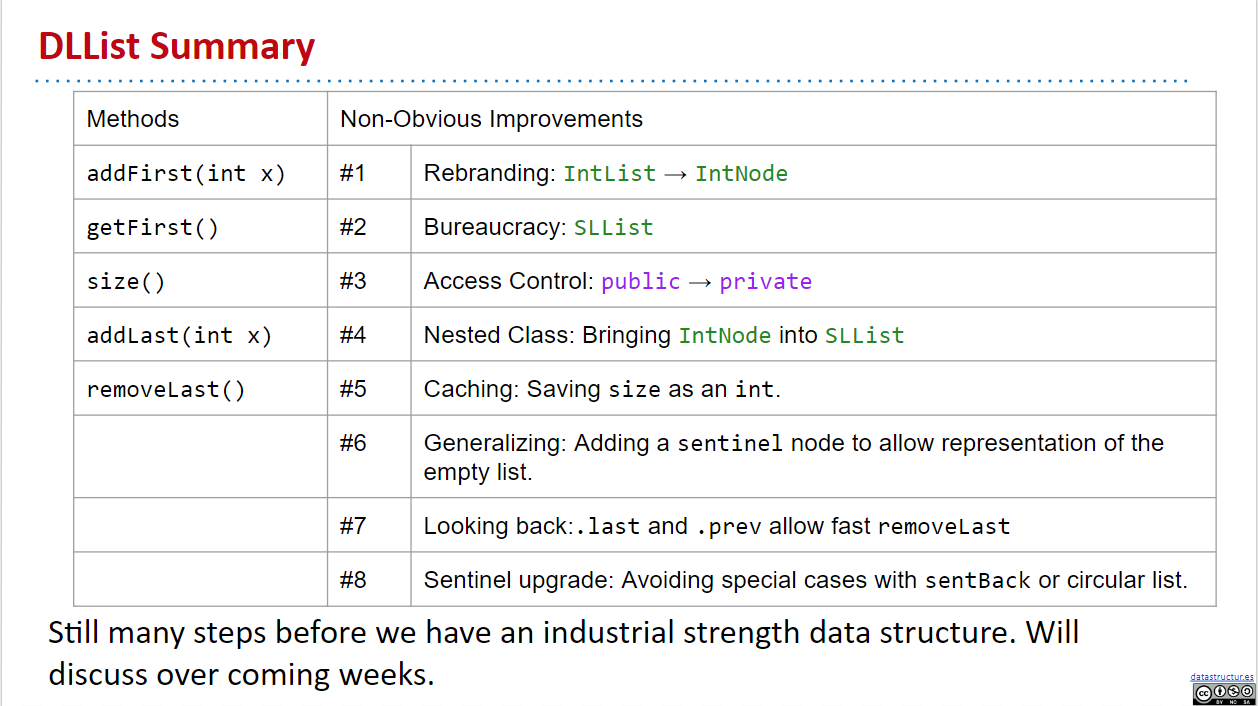 DLList Summary
Methods Non-Obvious Improvements
addFirst(int x) #1 Rebranding: IntList → IntNode
getFirst() #2 Bureaucracy: SLList
size() #3 Access Control: public → private
addLast(int x) #4 Nested Class: Bringing IntNode into SLList
removeLast() #5 Caching: Saving size as an int.
#6 Generalizing: Adding a sentinel node to allow representation of the
empty list.
#7 Looking back:.last and .prev allow fast removeLast
#8 Sentinel upgrade: Avoiding special cases with sentBack or circular list.
Still many steps before we have an industrial strength data structure. Will
discuss over coming weeks.
datastructur.es
cc
BY NC SA